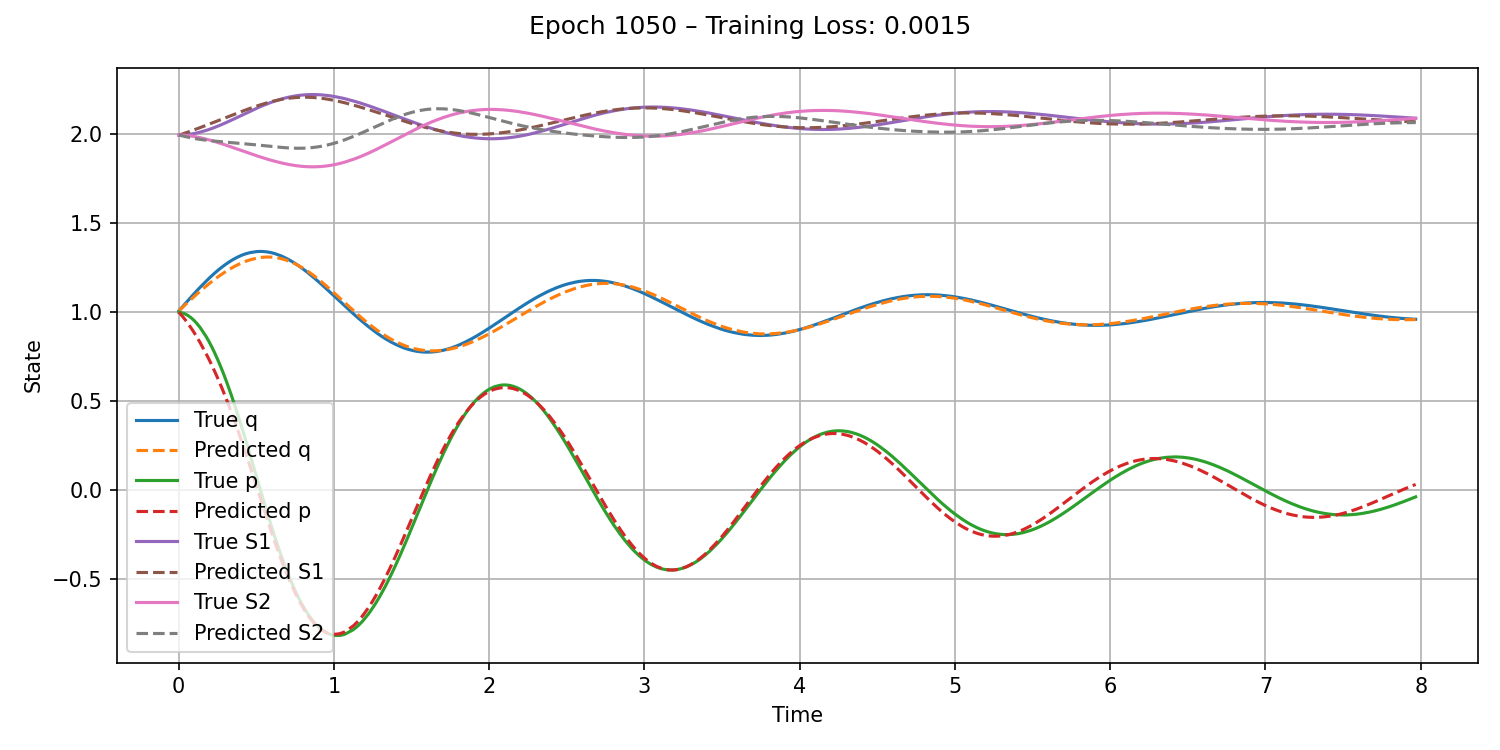 Epoch 1050 – Training Loss: 0.0015
State
2.0
1.5
1.0
0.5
0.0
−0.5
True q
Predicted q
True p
Predicted p
True S1
Predicted S1
True S2
Predicted S2
0 1 2 3 4 5 6 7 8
Time